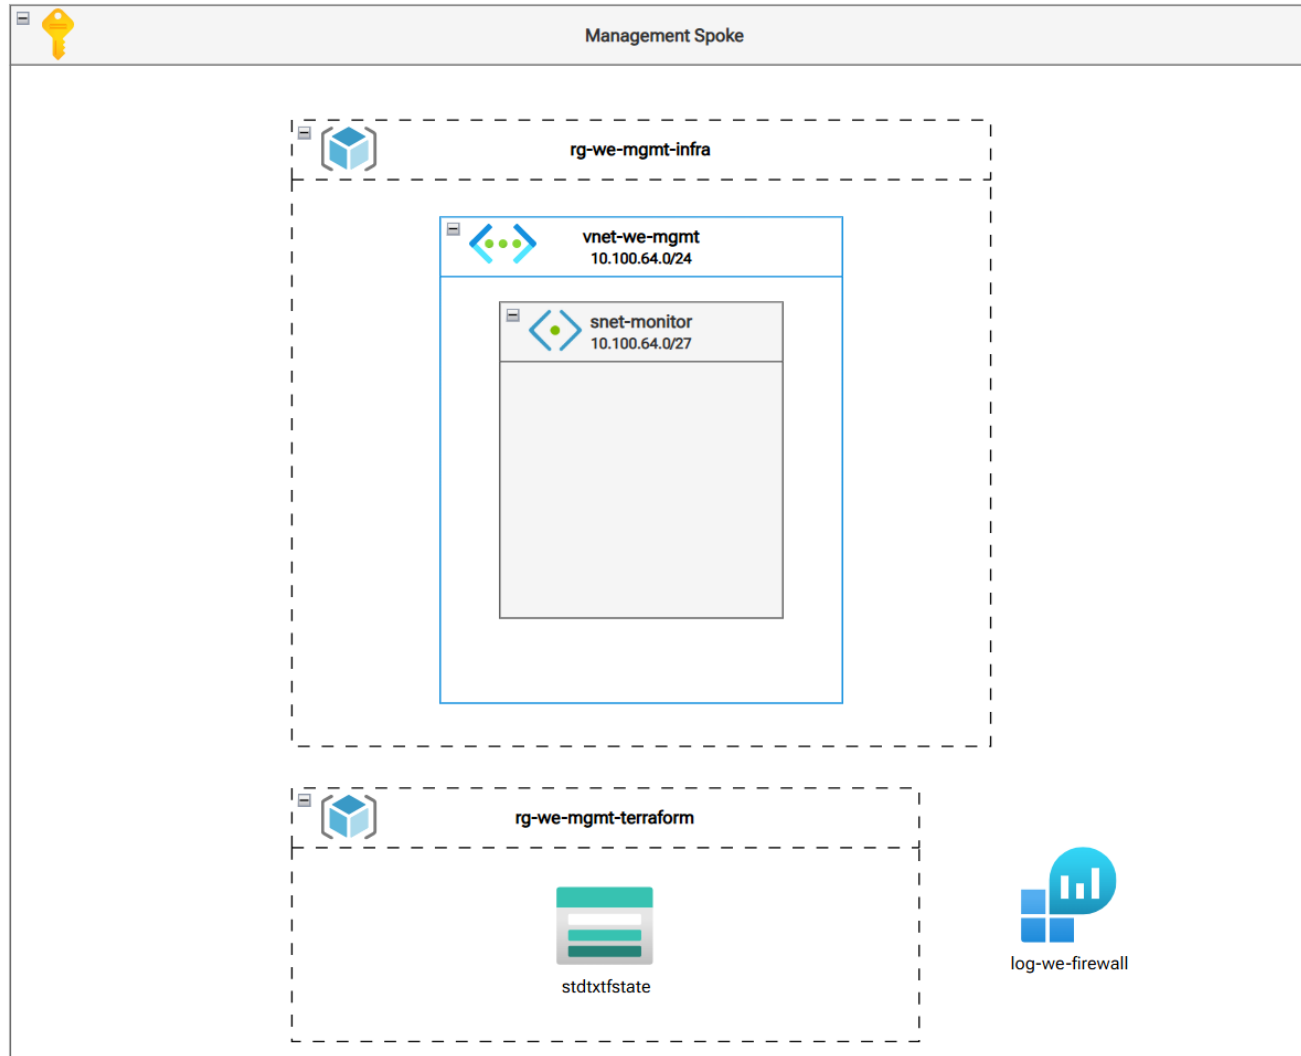 Management Spoke
rg-we-mgmt-infra
vnet-we-mgmt
10.100.64.0/24
snet-monitor
10.100.64.0/27
rg-we-mgmt-terraform
stdtxtfstate
log-we-firewall